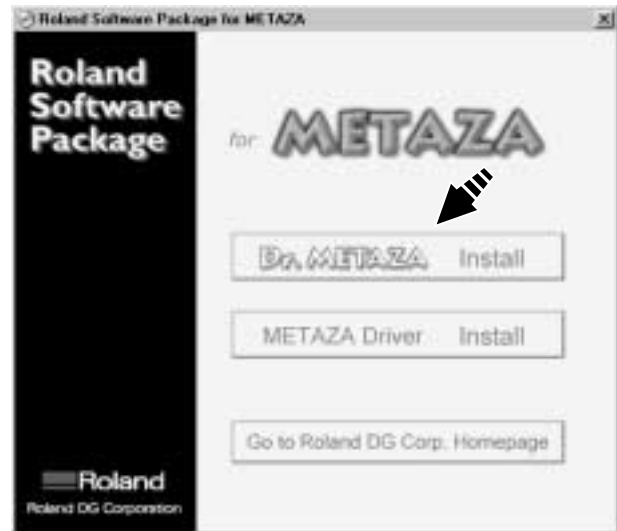 Roland Software Package for METAZA
Roland
Software
Package
for METAZA
Dr. METAZA Install
METAZA Driver Install
Go to Roland DG Corp. Homepage
Roland
Roland DG Corporation